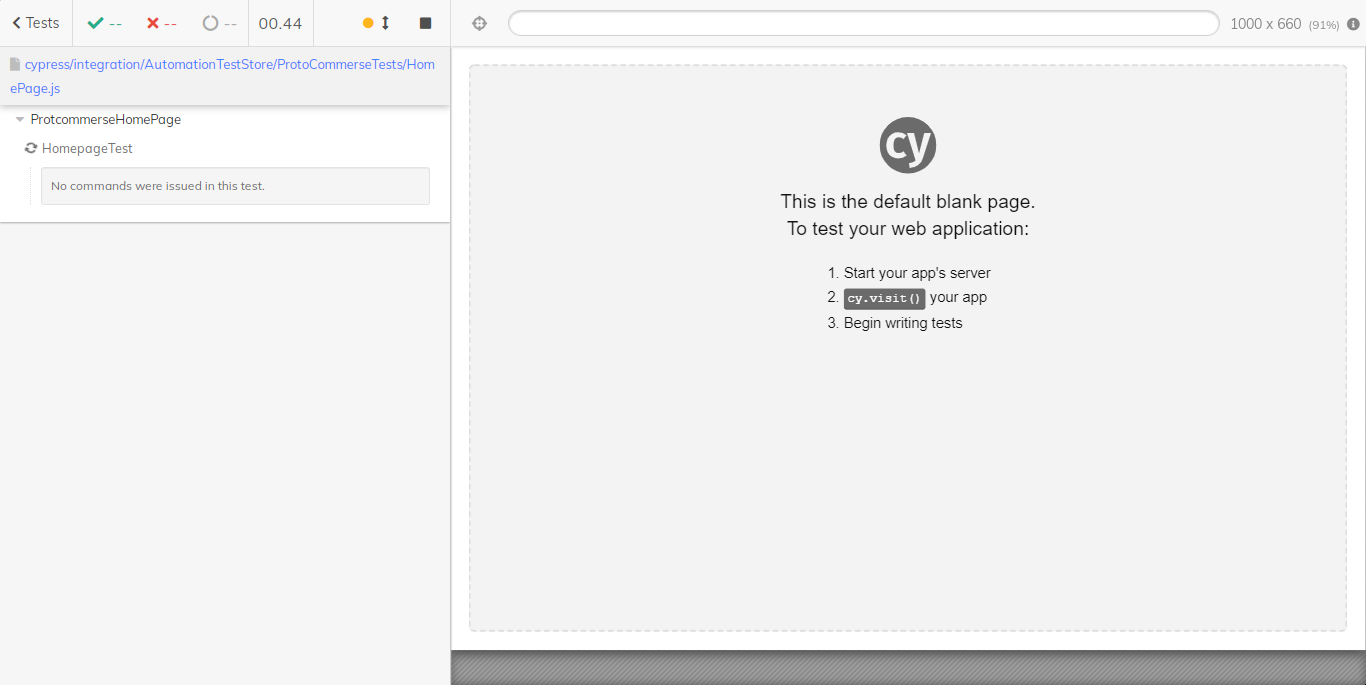 Tests
--
--
--
00.44
1000 x 660 (91%)
cypress/integration/AutomationTestStore/ProtoCommerseTests/Hom
ePage.js
ProtcommerseHomePage
HomepageTest
No commands were issued in this test.
cy
This is the default blank page.
To test your web application:
1. Start your app's server
2. cy.visit() your app
3. Begin writing tests